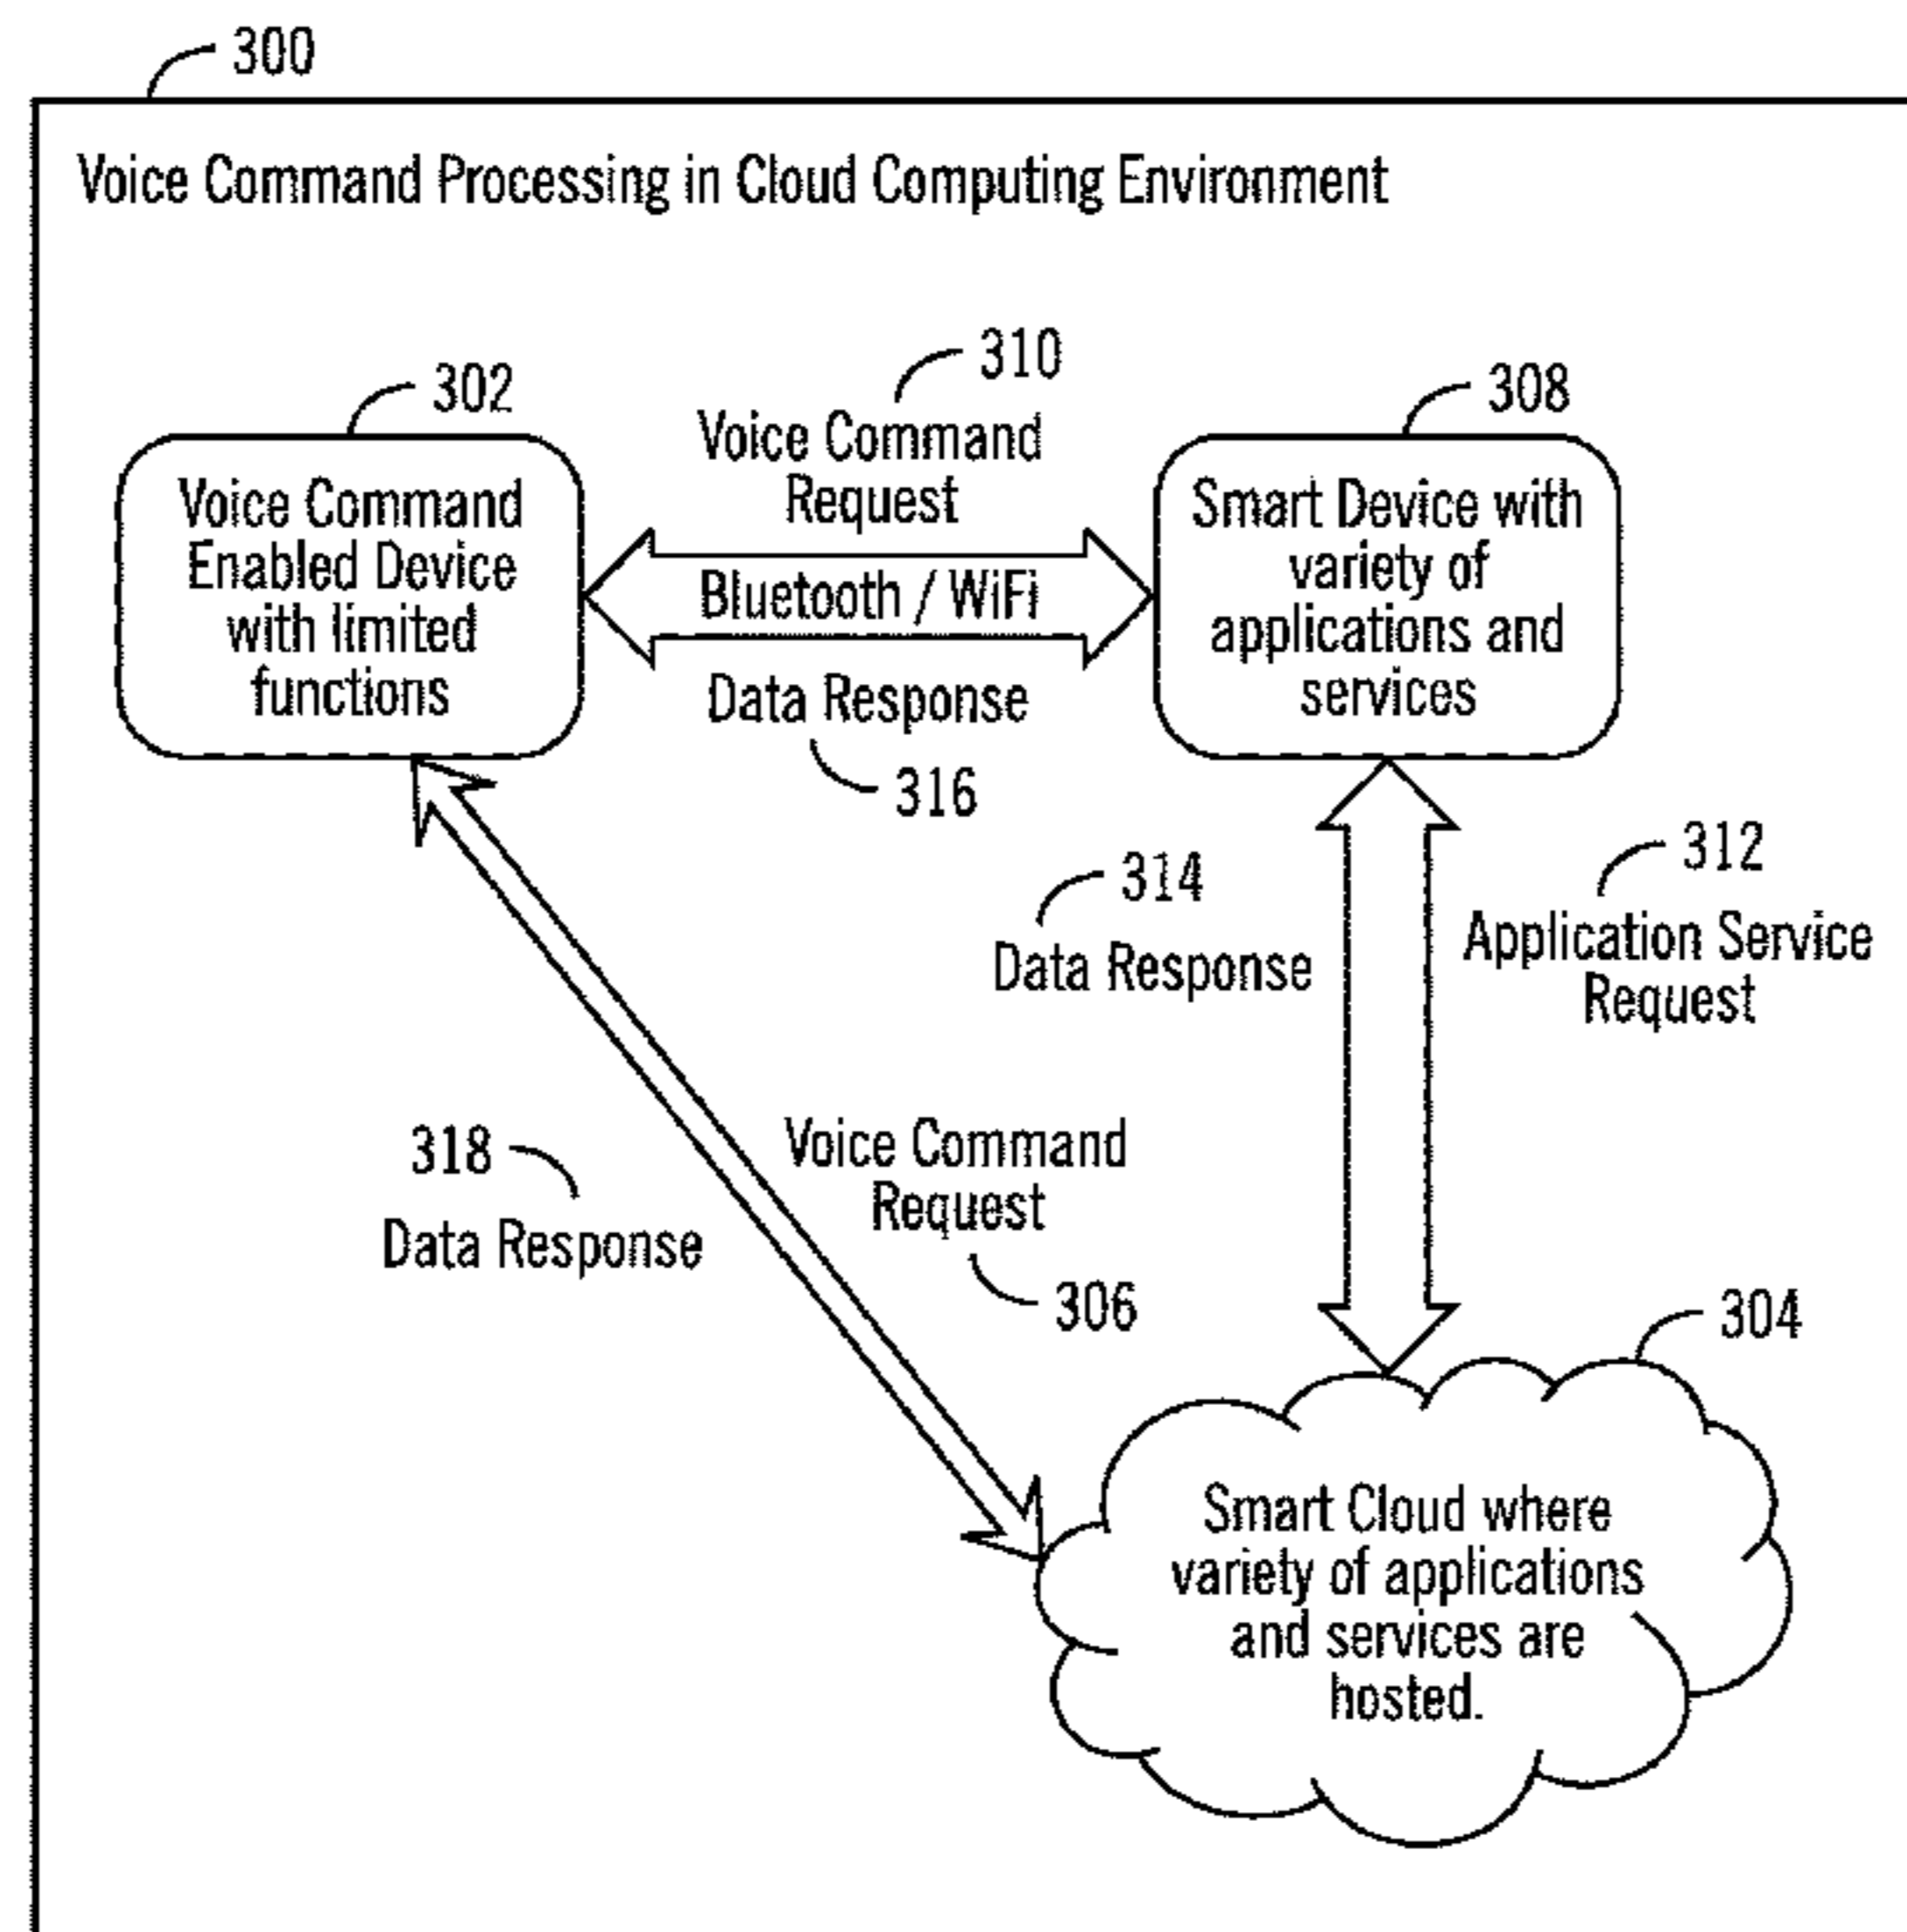 300
Voice Command Processing in Cloud Computing Environment
302
Voice Command
Enabled Device
with limited
functions
310
Voice Command
Request
Bluetooth / WiFi
Data Response
316
308
Smart Device with
variety of
applications and
services
314
Data Response
312
Application Service
Request
318
Data Response
Voice Command
Request
306
304
Smart Cloud where
variety of applications
and services are
hosted.